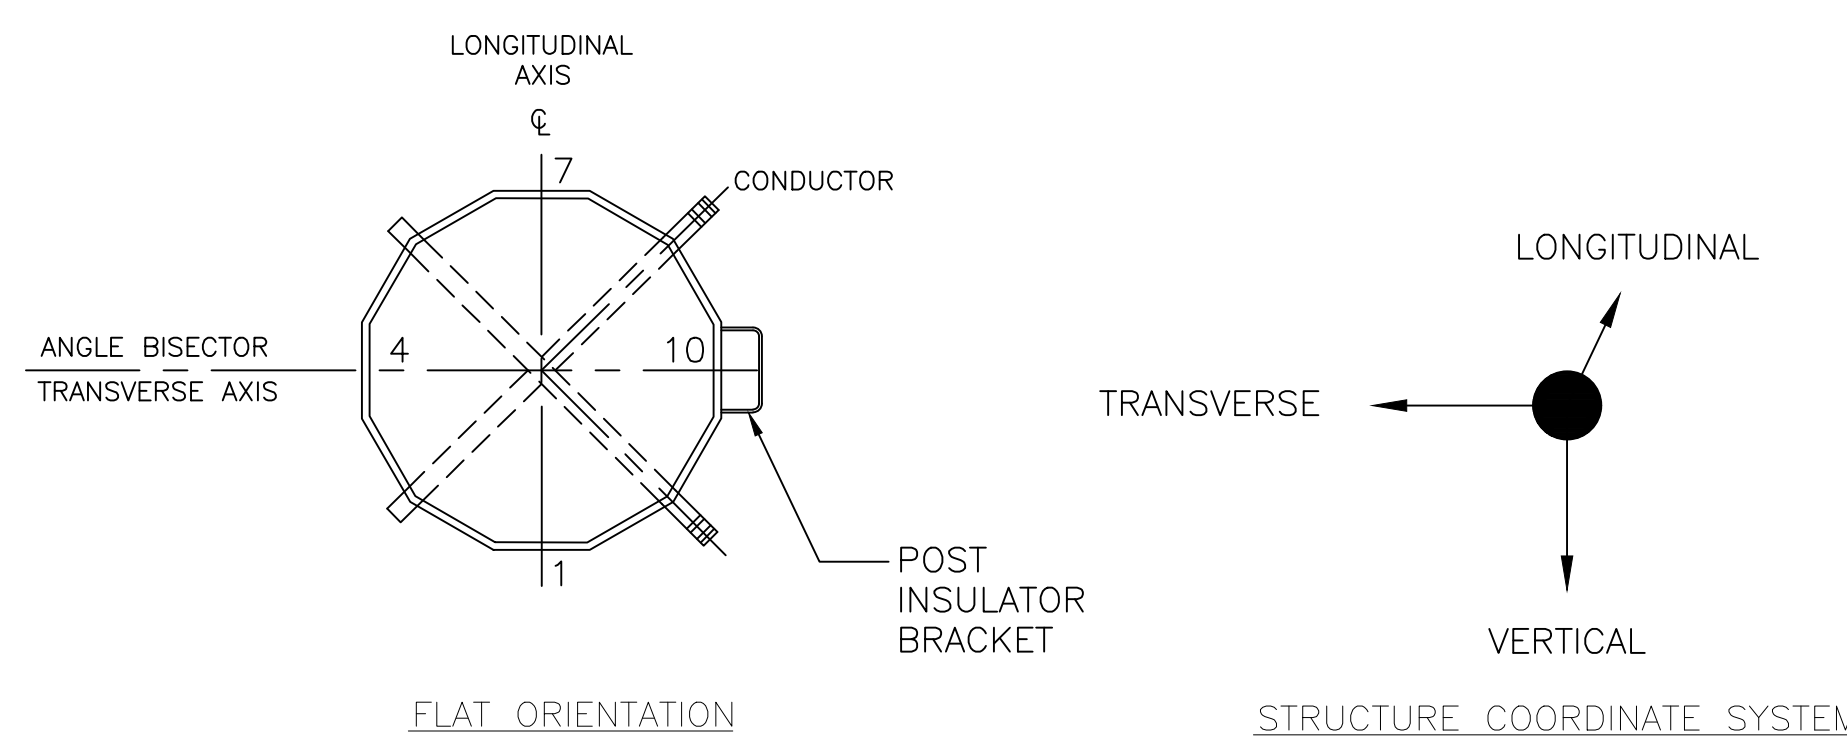 LONGITUDINAL
AXIS
℄
7
CONDUCTOR
ANGLE BISECTOR
4
10
TRANSVERSE AXIS
1
POST
INSULATOR
BRACKET
FLAT ORIENTATION
LONGITUDINAL
TRANSVERSE
VERTICAL
STRUCTURE COORDINATE SYSTEM